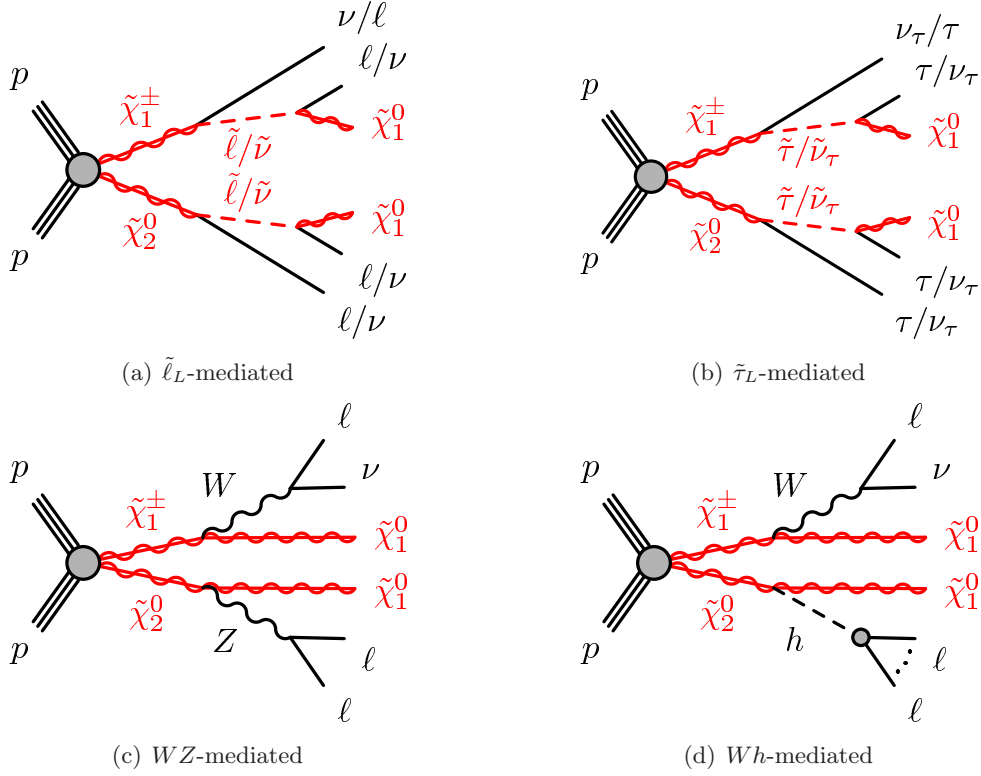 p
p
χ̃₁±
χ̃₂⁰
ν/ℓ
ℓ/ν
χ̃₁⁰
ℓ̃/ν̃
ℓ̃/ν̃
χ̃₁⁰
ℓ/ν
ℓ/ν
(a) ℓ̃_L-mediated
p
p
χ̃₁±
χ̃₂⁰
ν_τ/τ
τ/ν_τ
χ̃₁⁰
τ̃/ν̃_τ
τ̃/ν̃_τ
χ̃₁⁰
τ/ν_τ
τ/ν_τ
(b) τ̃_L-mediated
p
p
χ̃₁±
χ̃₂⁰
W
ℓ
ν
χ̃₁⁰
χ̃₁⁰
Z
ℓ
ℓ
(c) WZ-mediated
p
p
χ̃₁±
χ̃₂⁰
W
ℓ
ν
χ̃₁⁰
χ̃₁⁰
h
ℓ
ℓ
(d) Wh-mediated